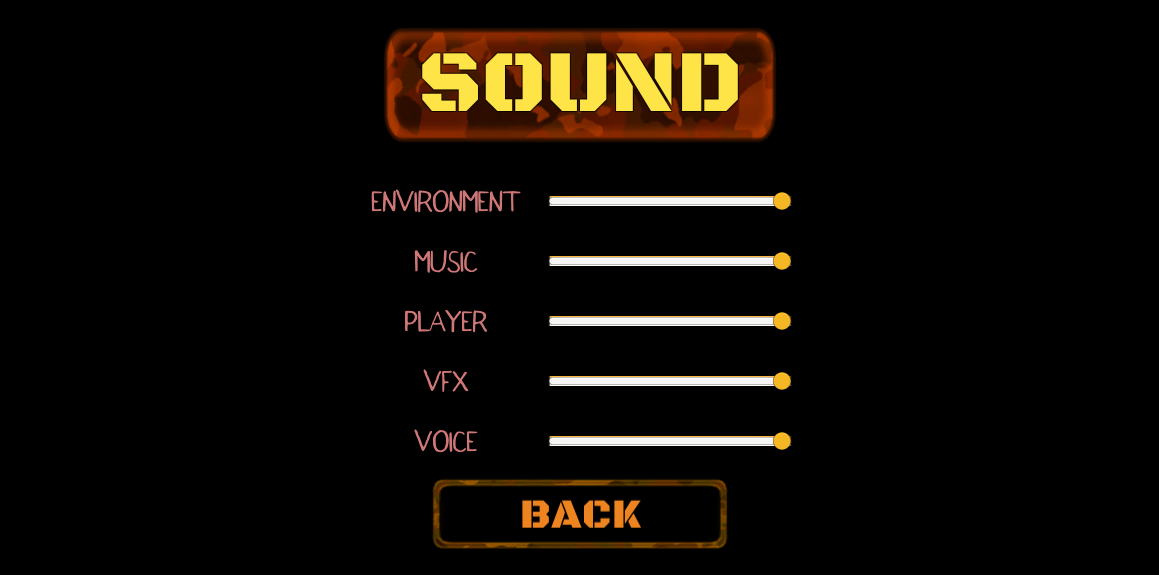 SOUND
ENVIRONMENT
MUSIC
PLAYER
VFX
VOICE
BACK